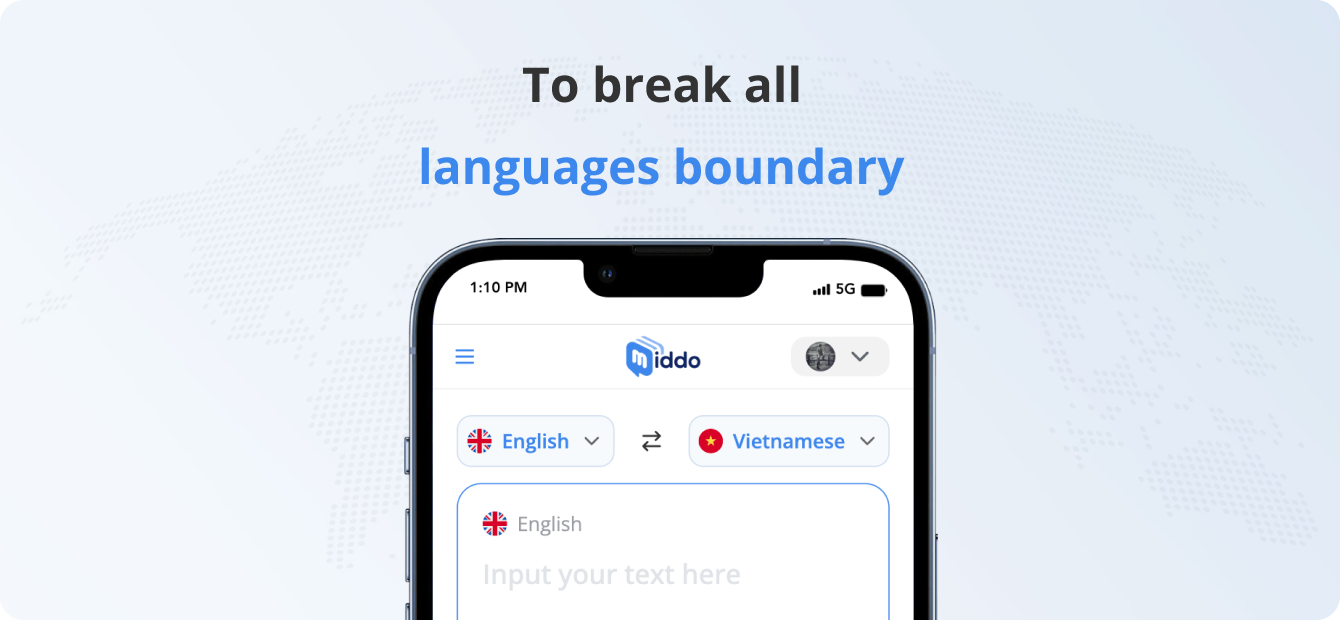 To break all
languages boundary
1:10 PM
5G
middo
English
Vietnamese
English
Input your text here